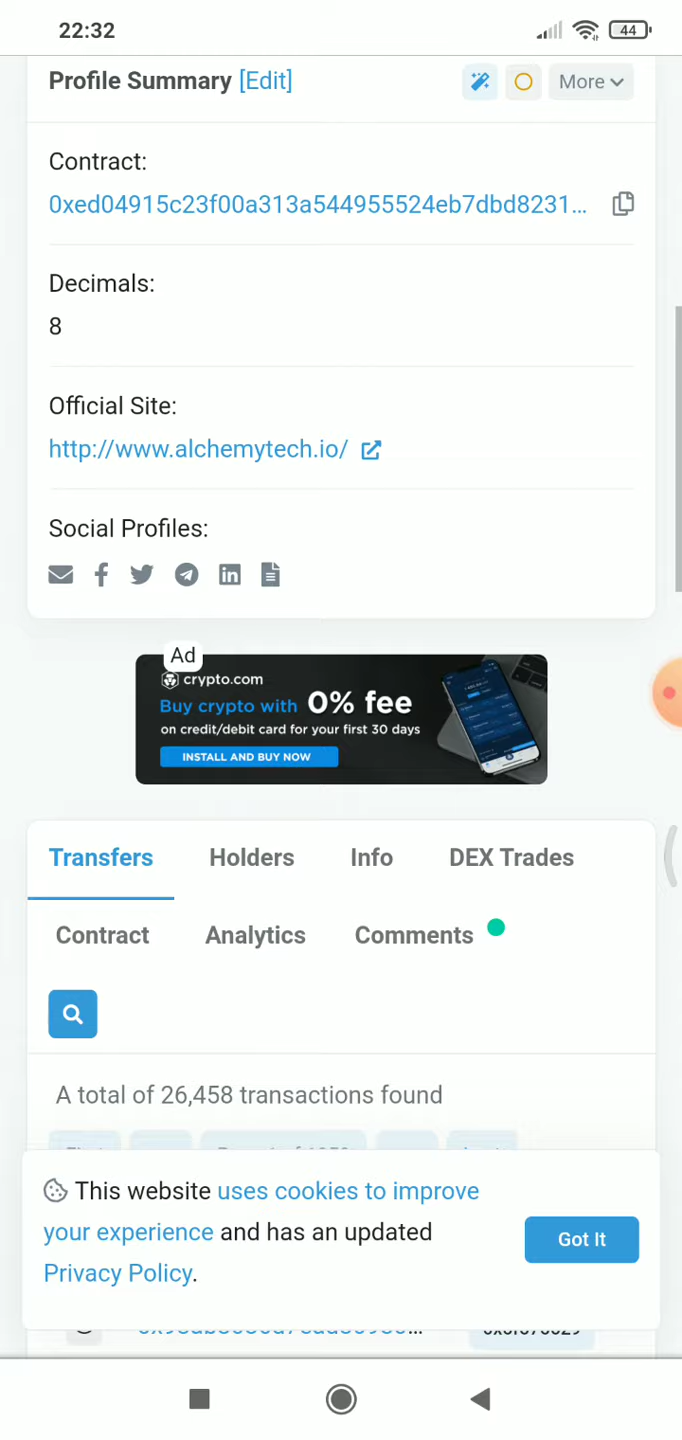 22:32
44
Profile Summary [Edit]
More
Contract:
0xed04915c23f00a313a544955524eb7dbd8231...
Decimals:
8
Official Site:
http://www.alchemytech.io/
Social Profiles:
Ad
crypto.com
Buy crypto with 0% fee
on credit/debit card for your first 30 days
INSTALL AND BUY NOW
Transfers Holders Info DEX Trades
Contract Analytics Comments
A total of 26,458 transactions found
This website uses cookies to improve
your experience and has an updated
Privacy Policy.
Got It